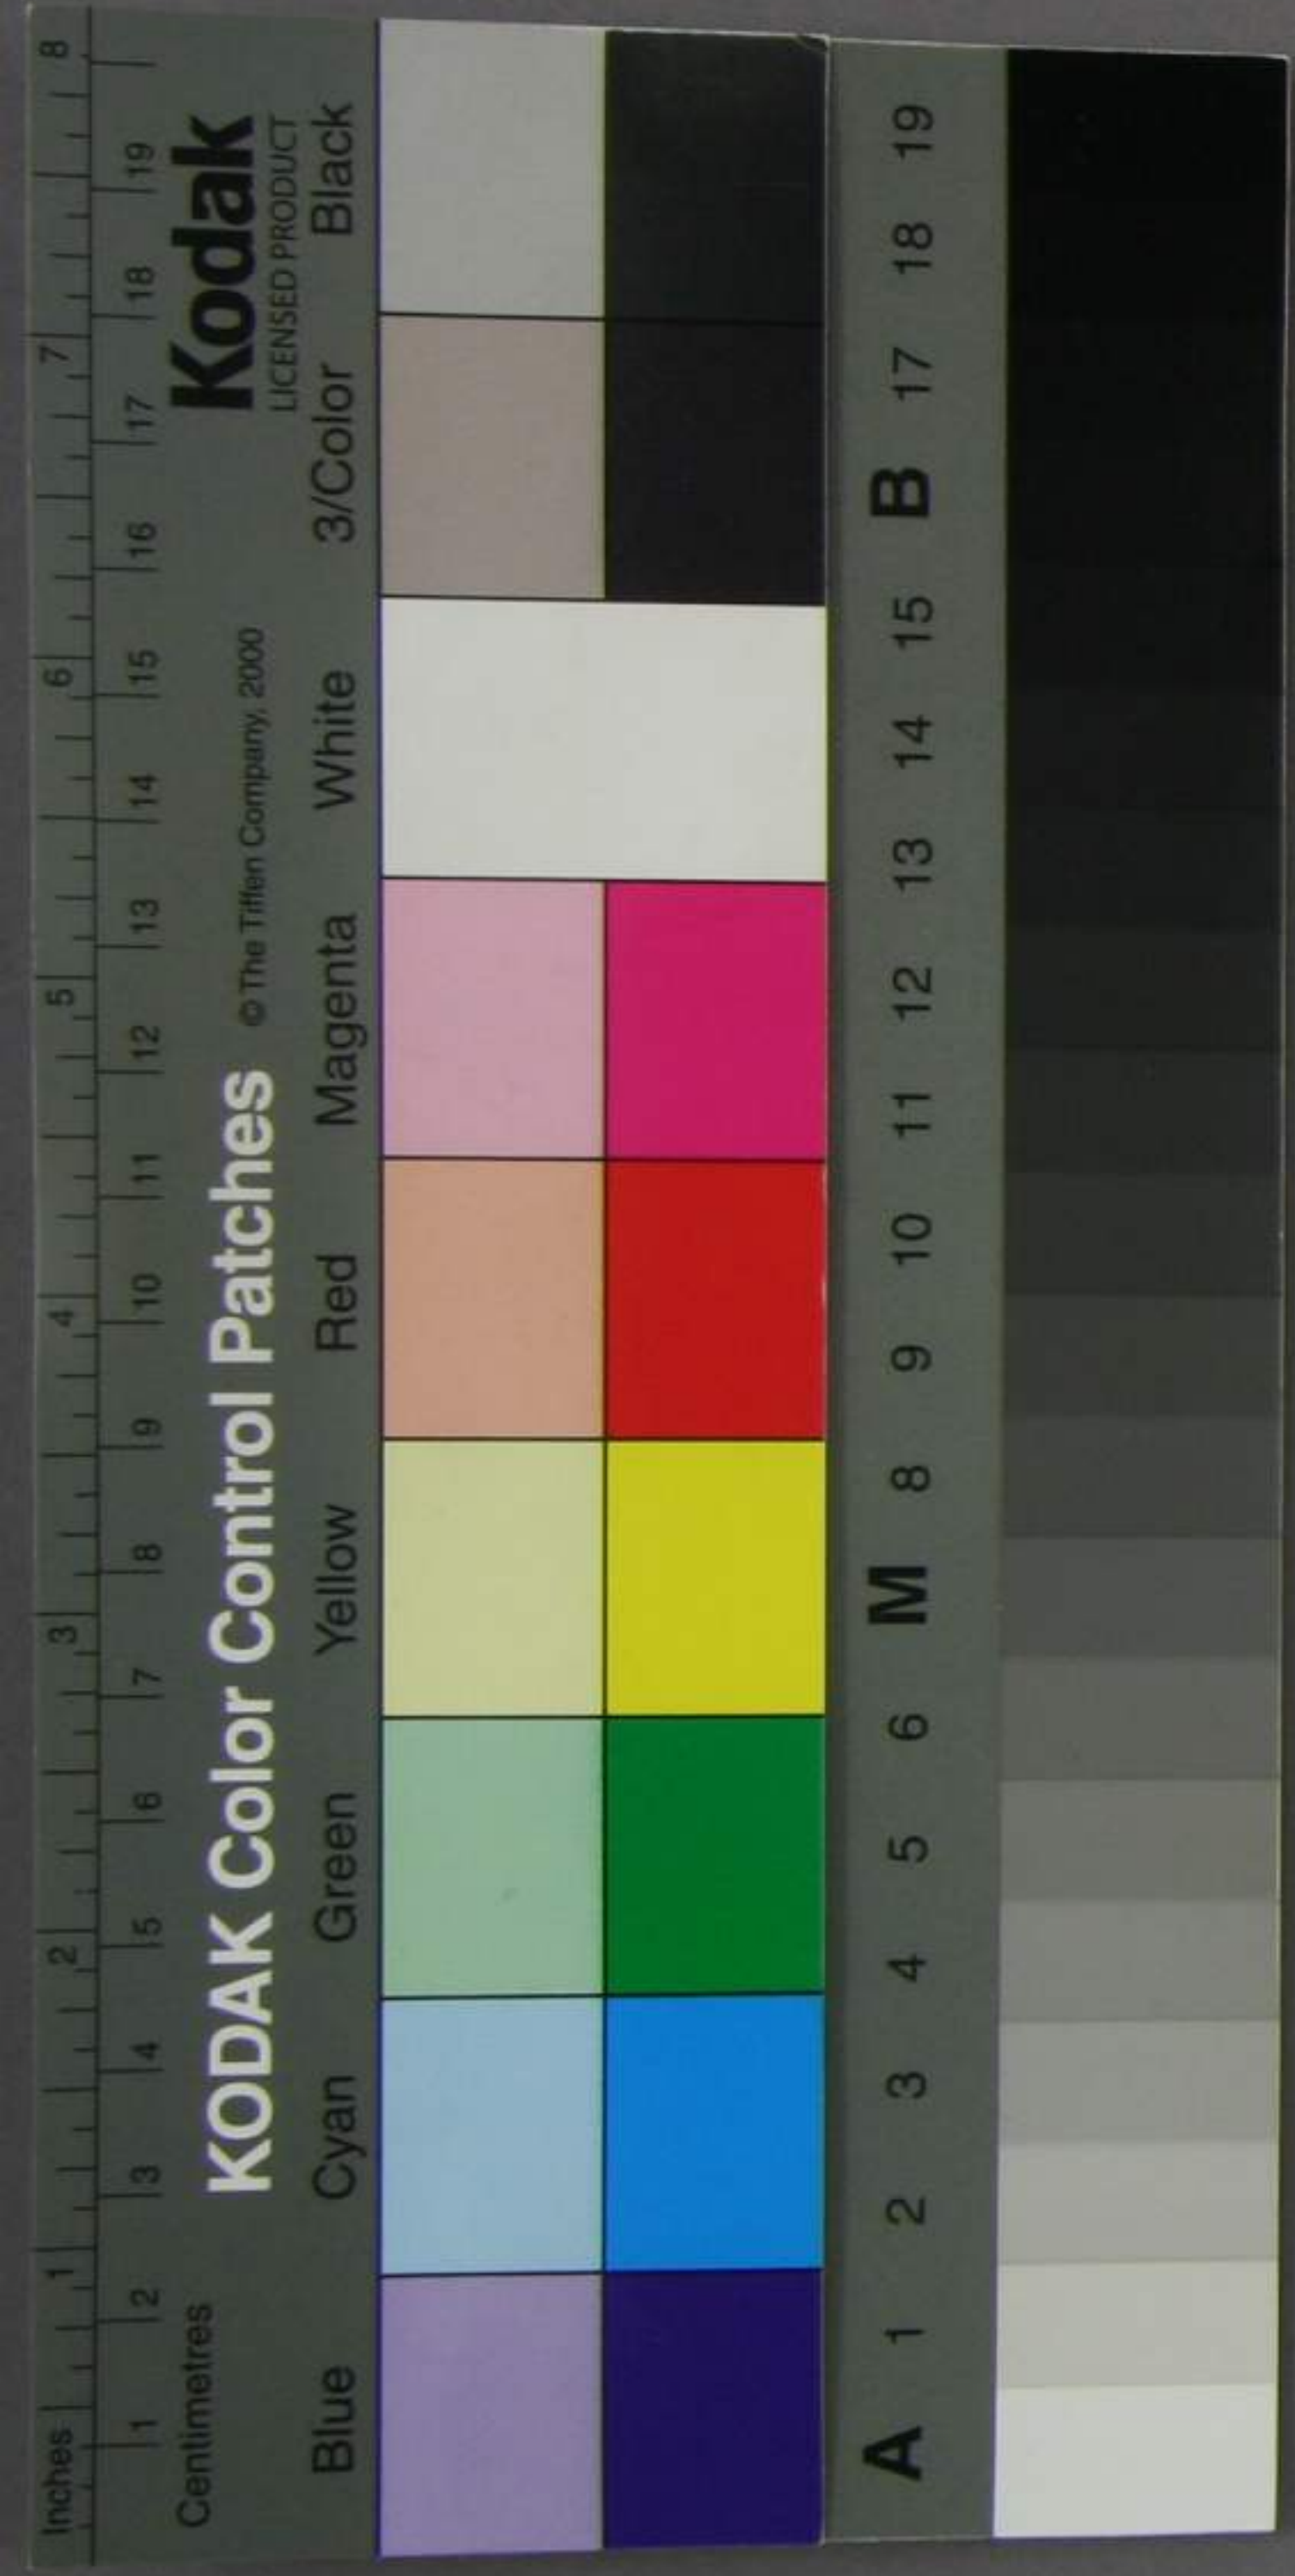 Inches 1 2 3 4 5 6 7 8
1 2 3 4 5 6 7 8 9 10 11 12 13 14 15 16 17 18 19
Centimetres
KODAK Color Control Patches © The Tiffen Company, 2000
Kodak
LICENSED PRODUCT
Blue Cyan Green Yellow Red Magenta White 3/Color Black
A 1 2 3 4 5 6 M 8 9 10 11 12 13 14 15 B 17 18 19